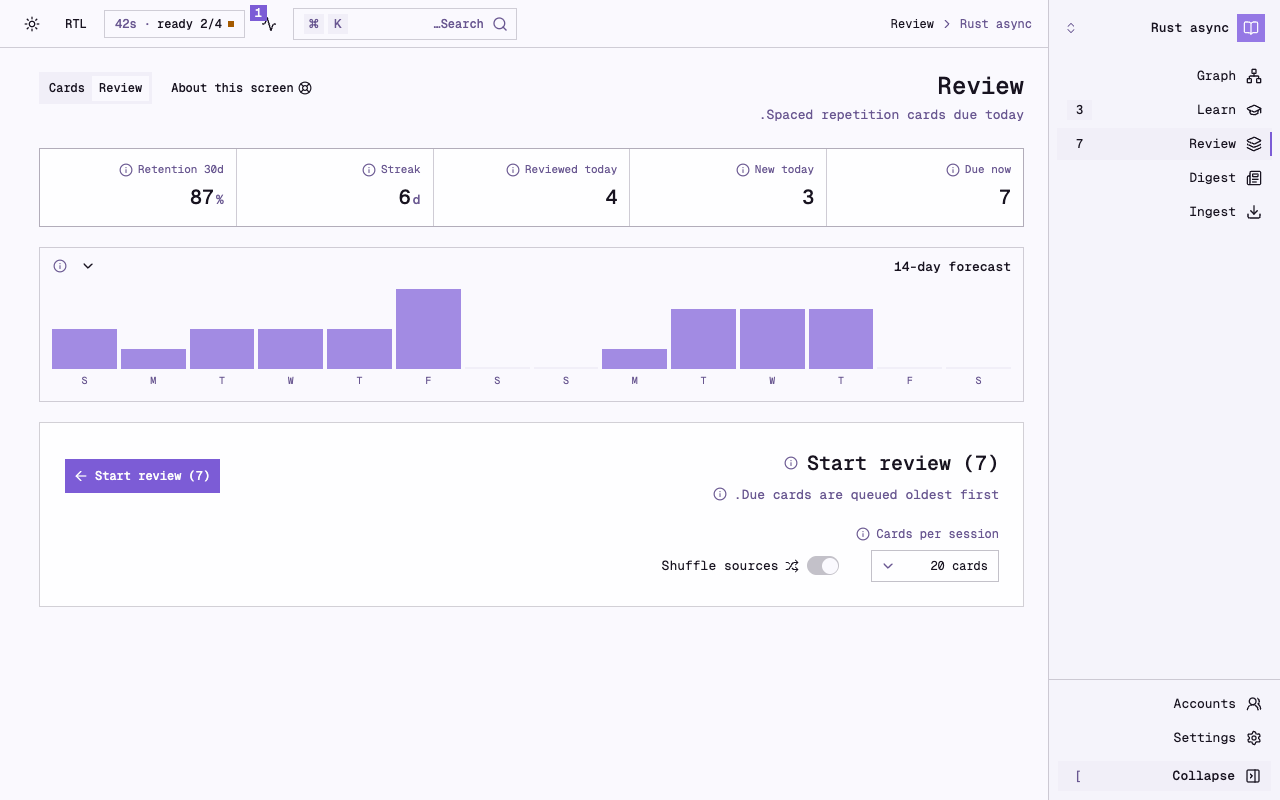 RTL
42s · ready 2/4
1
⌘ K
…Search
Review > Rust async
Rust async
Graph
Learn 3
Review 7
Digest
Ingest
Cards Review
About this screen
Review
.Spaced repetition cards due today
Retention 30d
87%
Streak
6d
Reviewed today
4
New today
3
Due now
7
14-day forecast
S M T W T F S S M T W T F S
Start review (7)
Start review (7)
.Due cards are queued oldest first
Cards per session
Shuffle sources
20 cards
Accounts
Settings
Collapse [